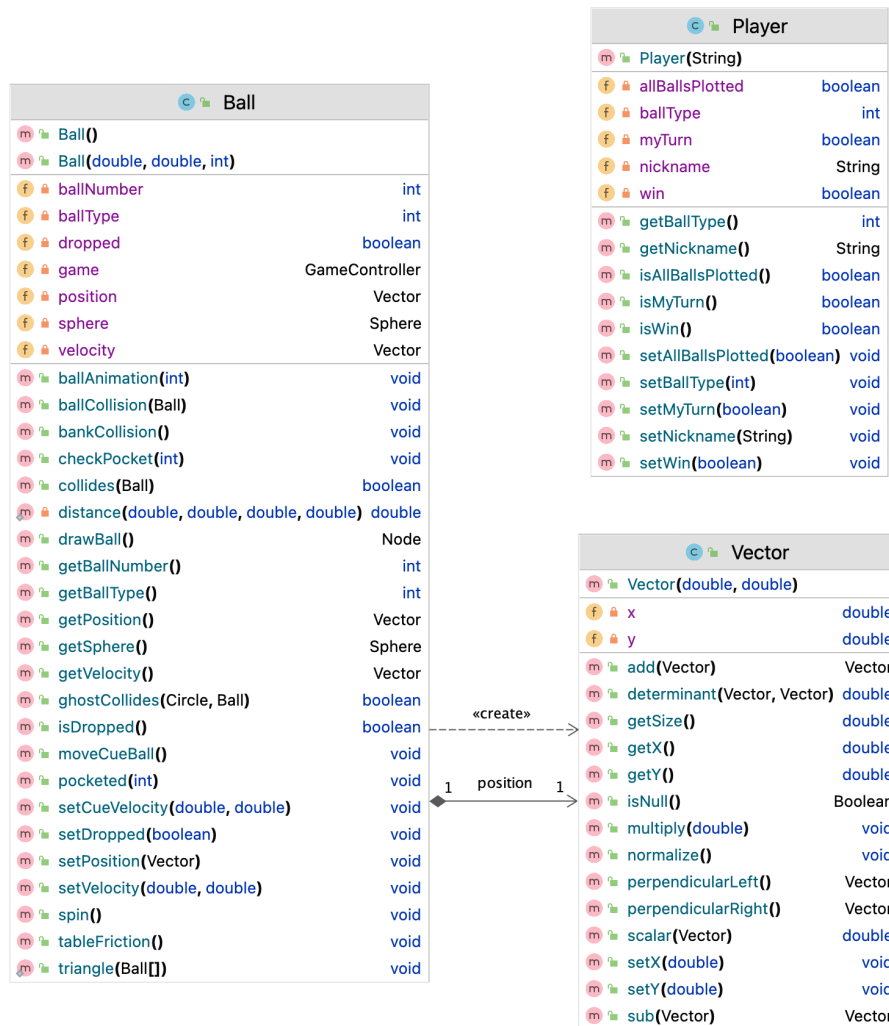 Player
Player(String)
allBallsPlotted boolean
ballType int
myTurn boolean
nickname String
win boolean
getBallType() int
getNickname() String
isAllBallsPlotted() boolean
isMyTurn() boolean
isWin() boolean
setAllBallsPlotted(boolean) void
setBallType(int) void
setMyTurn(boolean) void
setNickname(String) void
setWin(boolean) void
Ball
Ball()
Ball(double, double, int)
ballNumber int
ballType int
dropped boolean
game GameController
position Vector
sphere Sphere
velocity Vector
ballAnimation(int) void
ballCollision(Ball) void
bankCollision() void
checkPocket(int) void
collides(Ball) boolean
distance(double, double, double, double) double
drawBall() Node
getBallNumber() int
getBallType() int
getPosition() Vector
getSphere() Sphere
getVelocity() Vector
ghostCollides(Circle, Ball) boolean
isDropped() boolean
moveCueBall() void
pocketed(int) void
setCueVelocity(double, double) void
setDropped(boolean) void
setPosition(Vector) void
setVelocity(double, double) void
spin() void
tableFriction() void
triangle(Ball[]) void
«create»
1 position 1
Vector
Vector(double, double)
x double
y double
add(Vector) Vector
determinant(Vector, Vector) double
getSize() double
getX() double
getY() double
isNull() Boolean
multiply(double) void
normalize() void
perpendicularLeft() Vector
perpendicularRight() Vector
scalar(Vector) double
setX(double) void
setY(double) void
sub(Vector) Vector